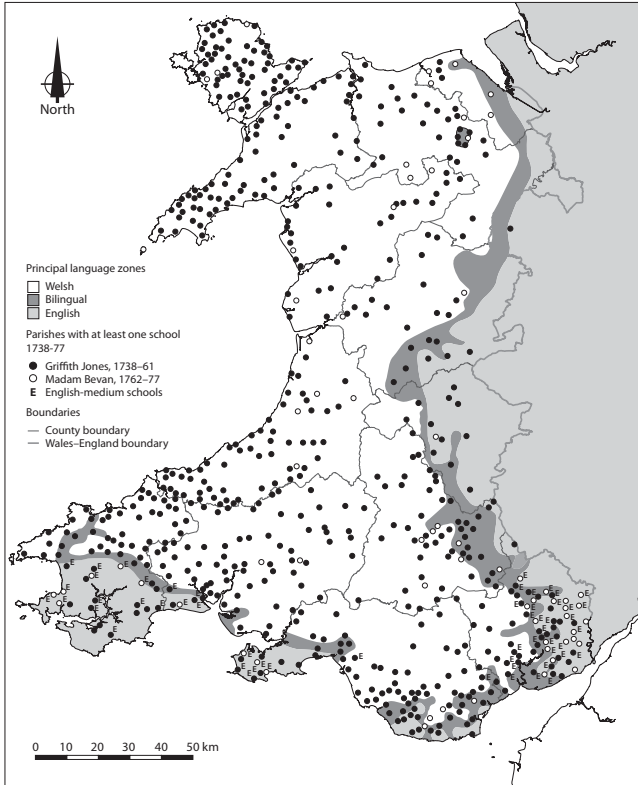 North
Principal language zones
Welsh
Bilingual
English
Parishes with at least one school
1738-77
Griffith Jones, 1738–61
Madam Bevan, 1762–77
E English-medium schools
Boundaries
County boundary
Wales–England boundary
0 10 20 30 40 50 km